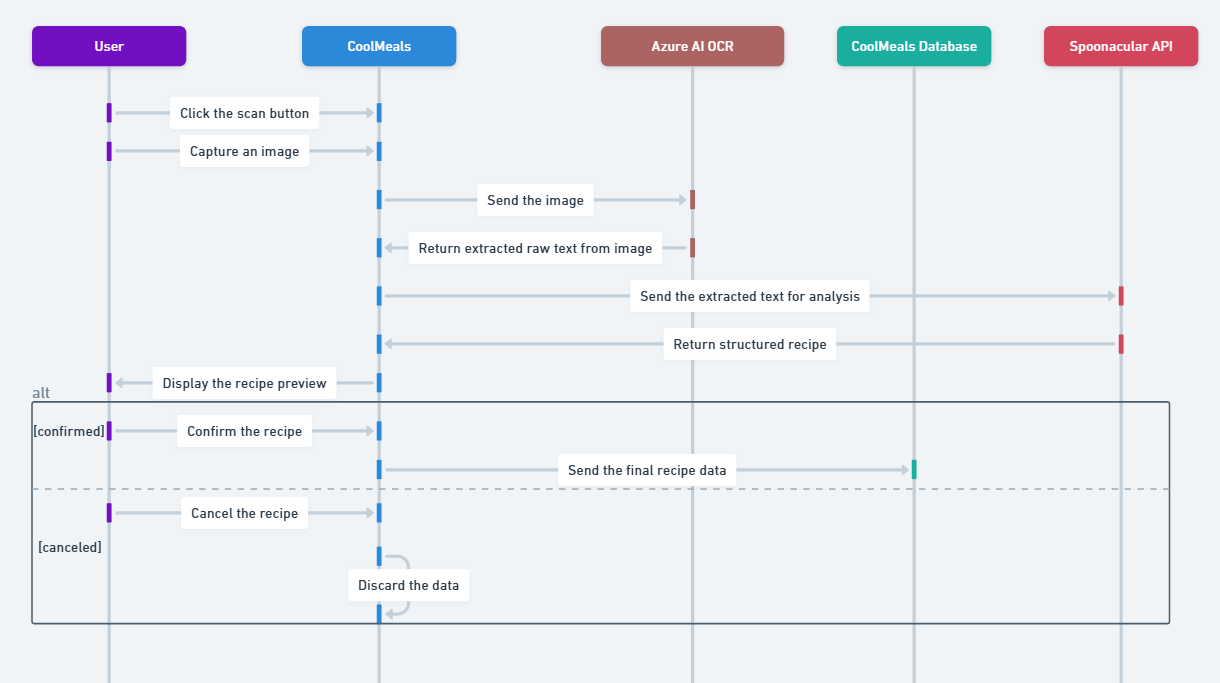 User
CoolMeals
Azure AI OCR
CoolMeals Database
Spoonacular API
Click the scan button
Capture an image
Send the image
Return extracted raw text from image
Send the extracted text for analysis
Return structured recipe
Display the recipe preview
alt
[confirmed]
Confirm the recipe
Send the final recipe data
Cancel the recipe
[canceled]
Discard the data